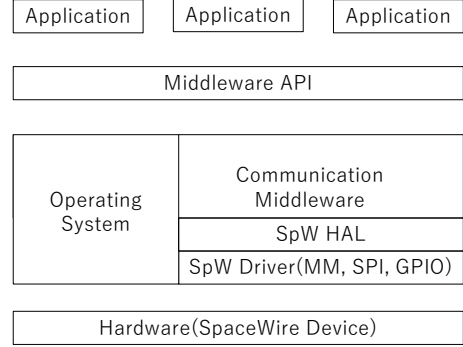 Application
Application
Application
Middleware API
Operating
System
Communication
Middleware
SpW HAL
SpW Driver(MM, SPI, GPIO)
Hardware(SpaceWire Device)